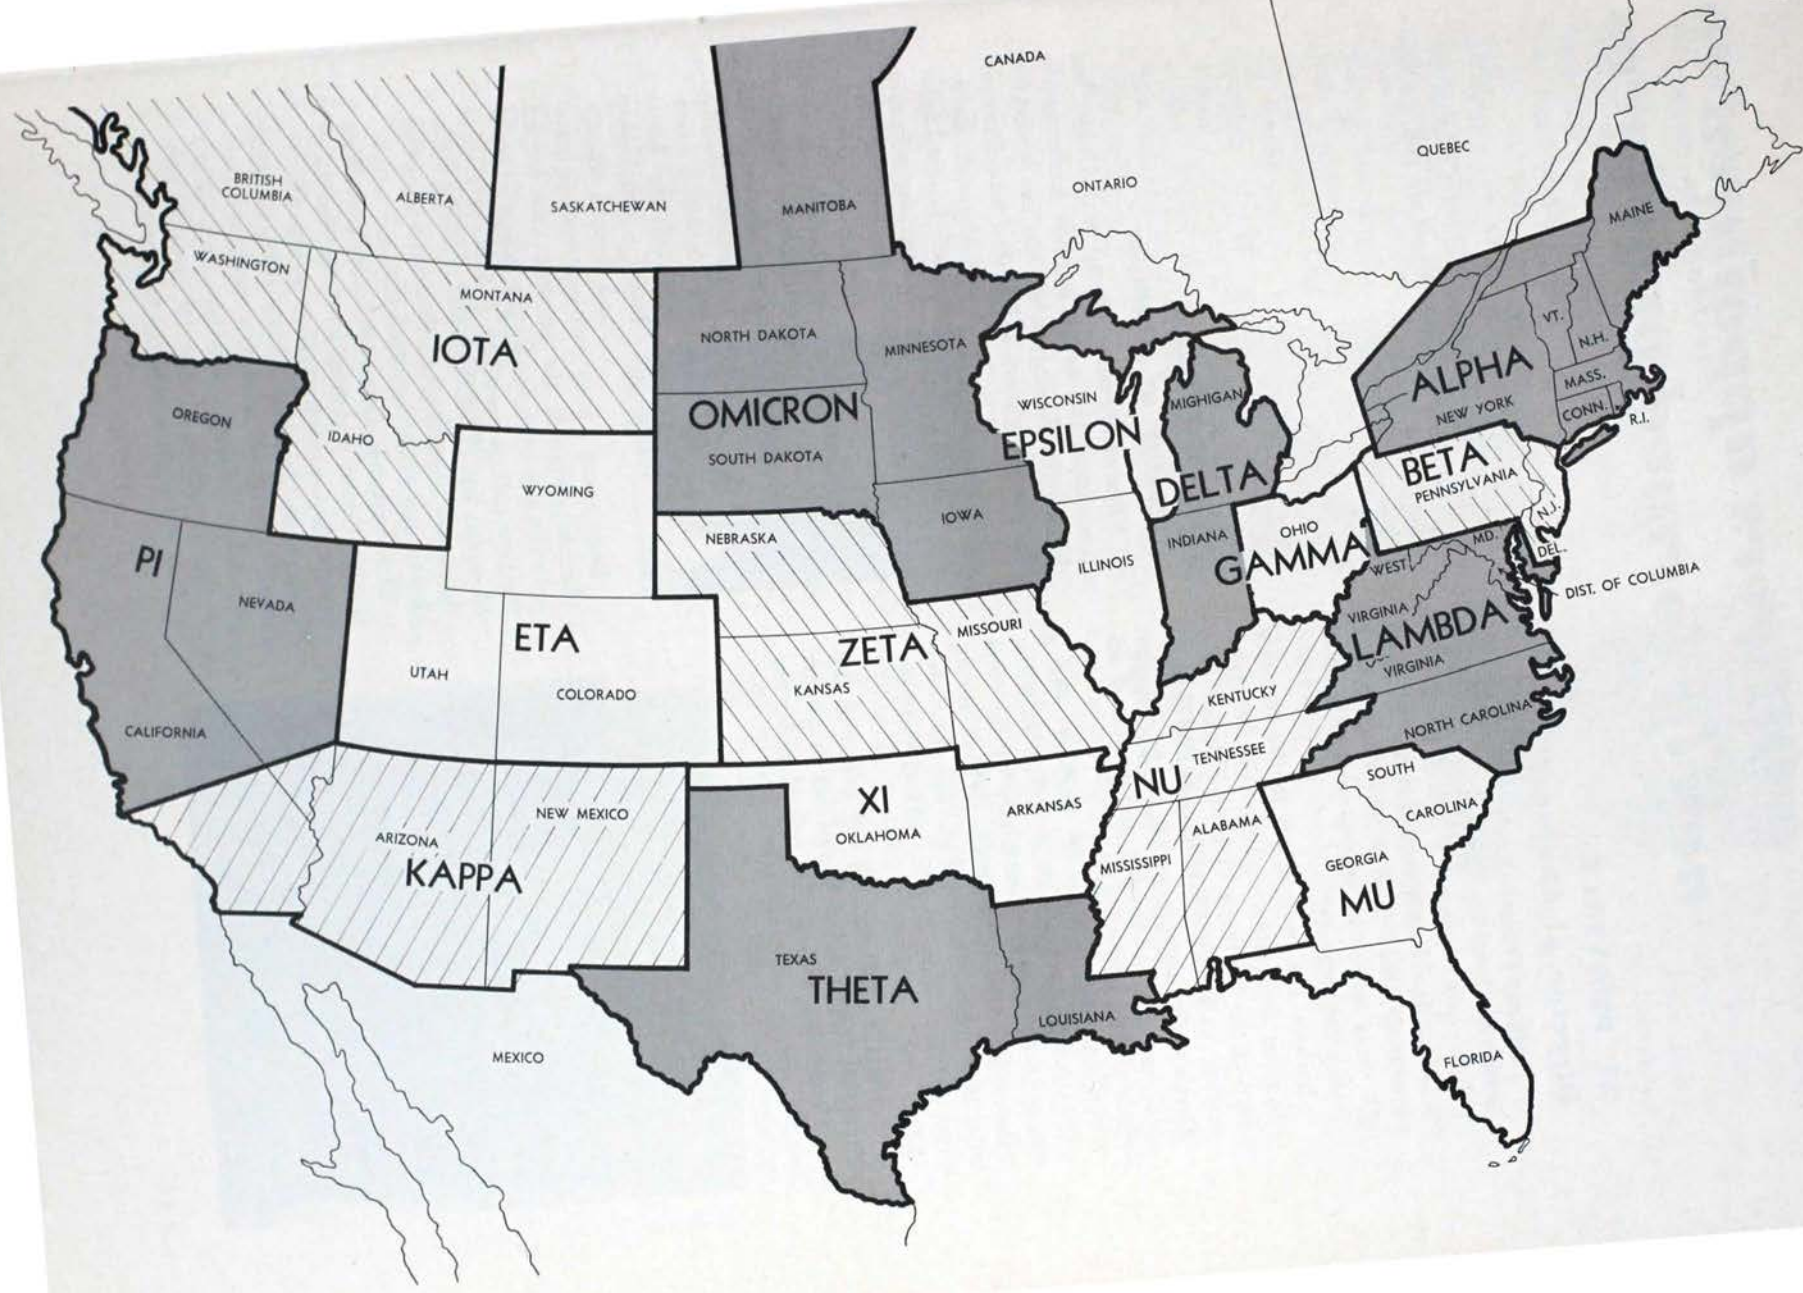 CANADA
QUEBEC
ONTARIO
BRITISH
COLUMBIA
ALBERTA
SASKATCHEWAN
MANITOBA
MAINE
WASHINGTON
MONTANA
IOTA
NORTH DAKOTA
MINNESOTA
VT.
N.H.
ALPHA
MASS.
NEW YORK
CONN.
R.I.
OREGON
IDAHO
OMICRON
WISCONSIN
EPSILON
MIGHIGAN
SOUTH DAKOTA
DELTA
BETA
PENNSYLVANIA
N.J.
WYOMING
IOWA
NEBRASKA
INDIANA
OHIO
GAMMA
MD.
DEL.
PI
ILLINOIS
WEST
VIRGINIA
DIST. OF COLUMBIA
NEVADA
ETA
ZETA
MISSOURI
LAMBDA
VIRGINIA
UTAH
COLORADO
KANSAS
KENTUCKY
CALIFORNIA
NORTH CAROLINA
TENNESSEE
NU
SOUTH
CAROLINA
XI
OKLAHOMA
ARKANSAS
NEW MEXICO
ARIZONA
KAPPA
MISSISSIPPI
ALABAMA
GEORGIA
MU
TEXAS
THETA
LOUISIANA
MEXICO
FLORIDA